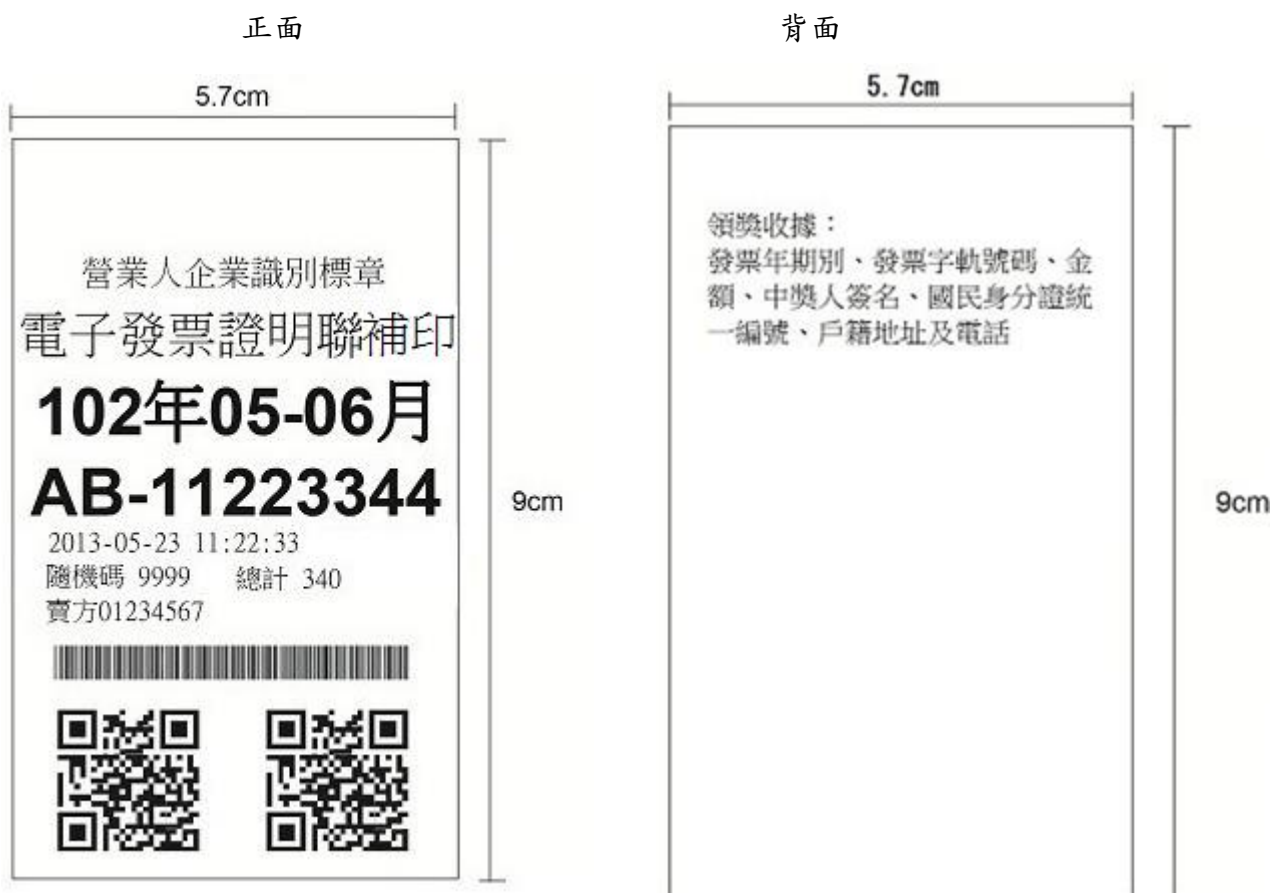 正面
背面
5.7cm
營業人企業識別標章
電子發票證明聯補印
102年05-06月
AB-11223344
2013-05-23 11:22:33
隨機碼 9999 總計 340
賣方01234567
9cm
5.7cm
領獎收據：
發票年期別、發票字軌號碼、金
額、中獎人簽名、國民身分證統
一編號、戶籍地址及電話
9cm